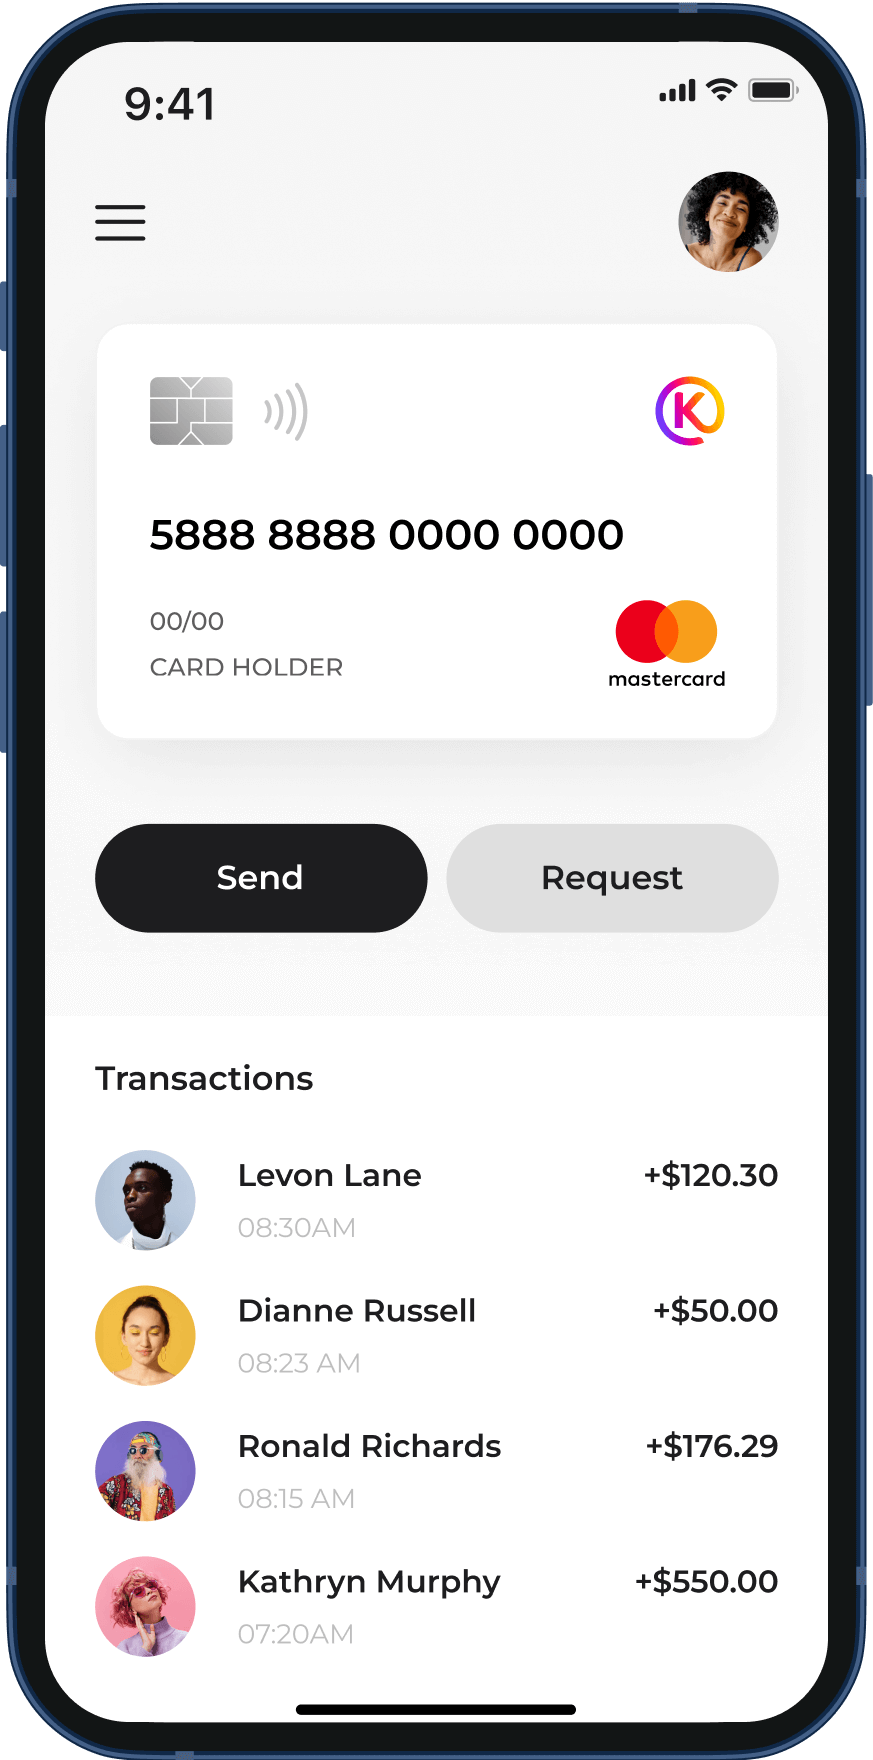 9:41
K
5888 8888 0000 0000
00/00
CARD HOLDER
mastercard
Send
Request
Transactions
Levon Lane
+$120.30
08:30AM
Dianne Russell
+$50.00
08:23 AM
Ronald Richards
+$176.29
08:15 AM
Kathryn Murphy
+$550.00
07:20AM